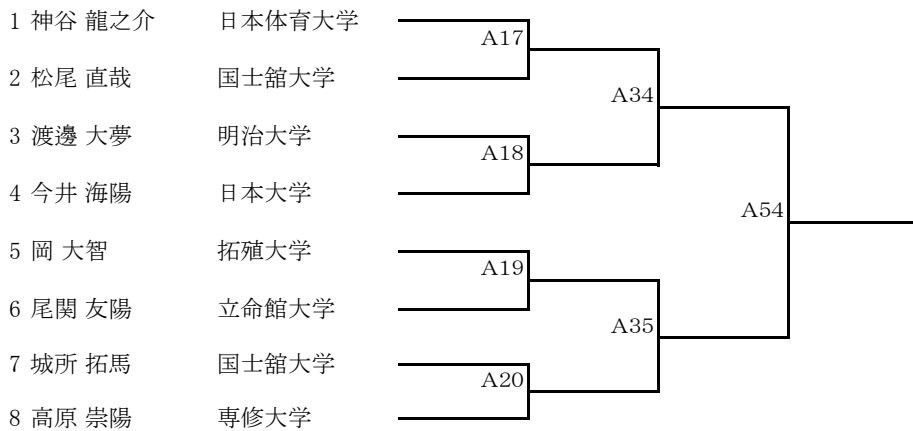 1 神谷 龍之介 日本体育大学
A17
2 松尾 直哉 国士舘大学
A34
3 渡邊 大夢 明治大学
A18
4 今井 海陽 日本大学
A54
5 岡 大智 拓殖大学
A19
6 尾関 友陽 立命館大学
A35
7 城所 拓馬 国士舘大学
A20
8 高原 崇陽 専修大学